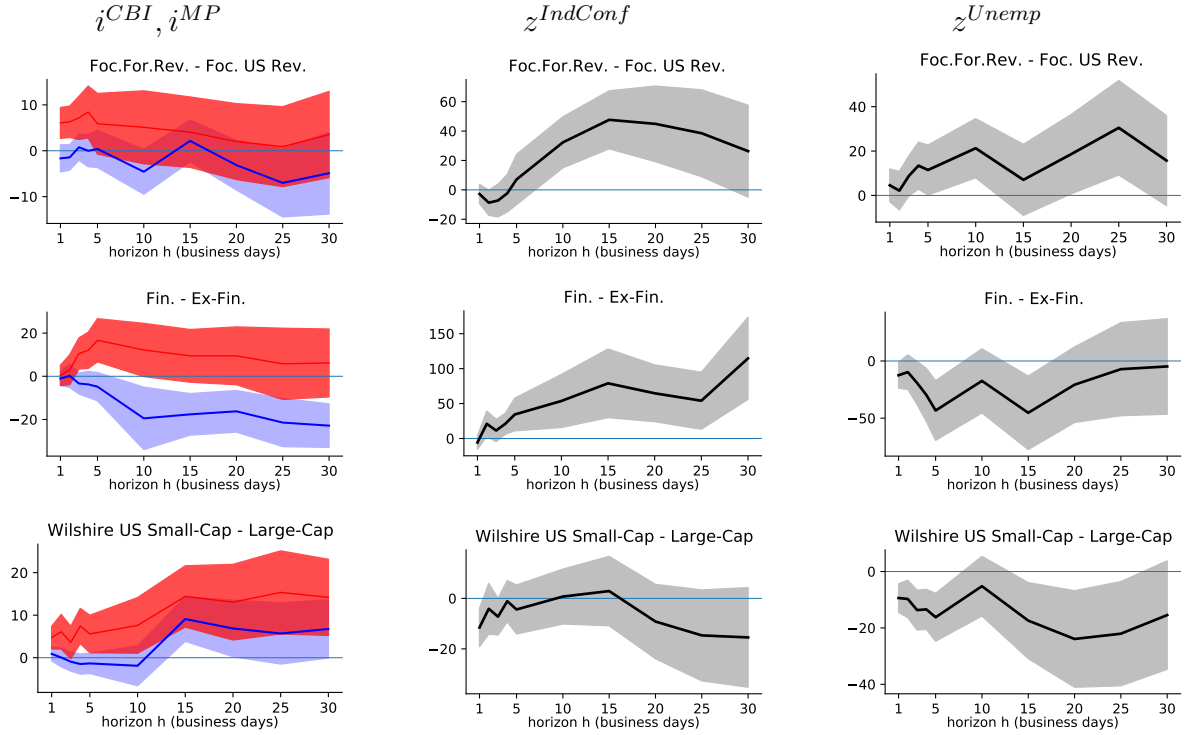 i^{CBI}, i^{MP} z^{IndConf} z^{Unemp}
Foc.For.Rev. - Foc. US Rev.
10
0
−10
1 5 10 15 20 25 30
horizon h (business days)
Foc.For.Rev. - Foc. US Rev.
60
40
20
0
−20
1 5 10 15 20 25 30
horizon h (business days)
Foc.For.Rev. - Foc. US Rev.
40
20
0
1 5 10 15 20 25 30
horizon h (business days)
Fin. - Ex-Fin.
20
0
−20
1 5 10 15 20 25 30
horizon h (business days)
Fin. - Ex-Fin.
150
100
50
0
1 5 10 15 20 25 30
horizon h (business days)
Fin. - Ex-Fin.
0
−50
1 5 10 15 20 25 30
horizon h (business days)
Wilshire US Small-Cap - Large-Cap
20
10
0
1 5 10 15 20 25 30
horizon h (business days)
Wilshire US Small-Cap - Large-Cap
0
−20
1 5 10 15 20 25 30
horizon h (business days)
Wilshire US Small-Cap - Large-Cap
0
−20
−40
1 5 10 15 20 25 30
horizon h (business days)